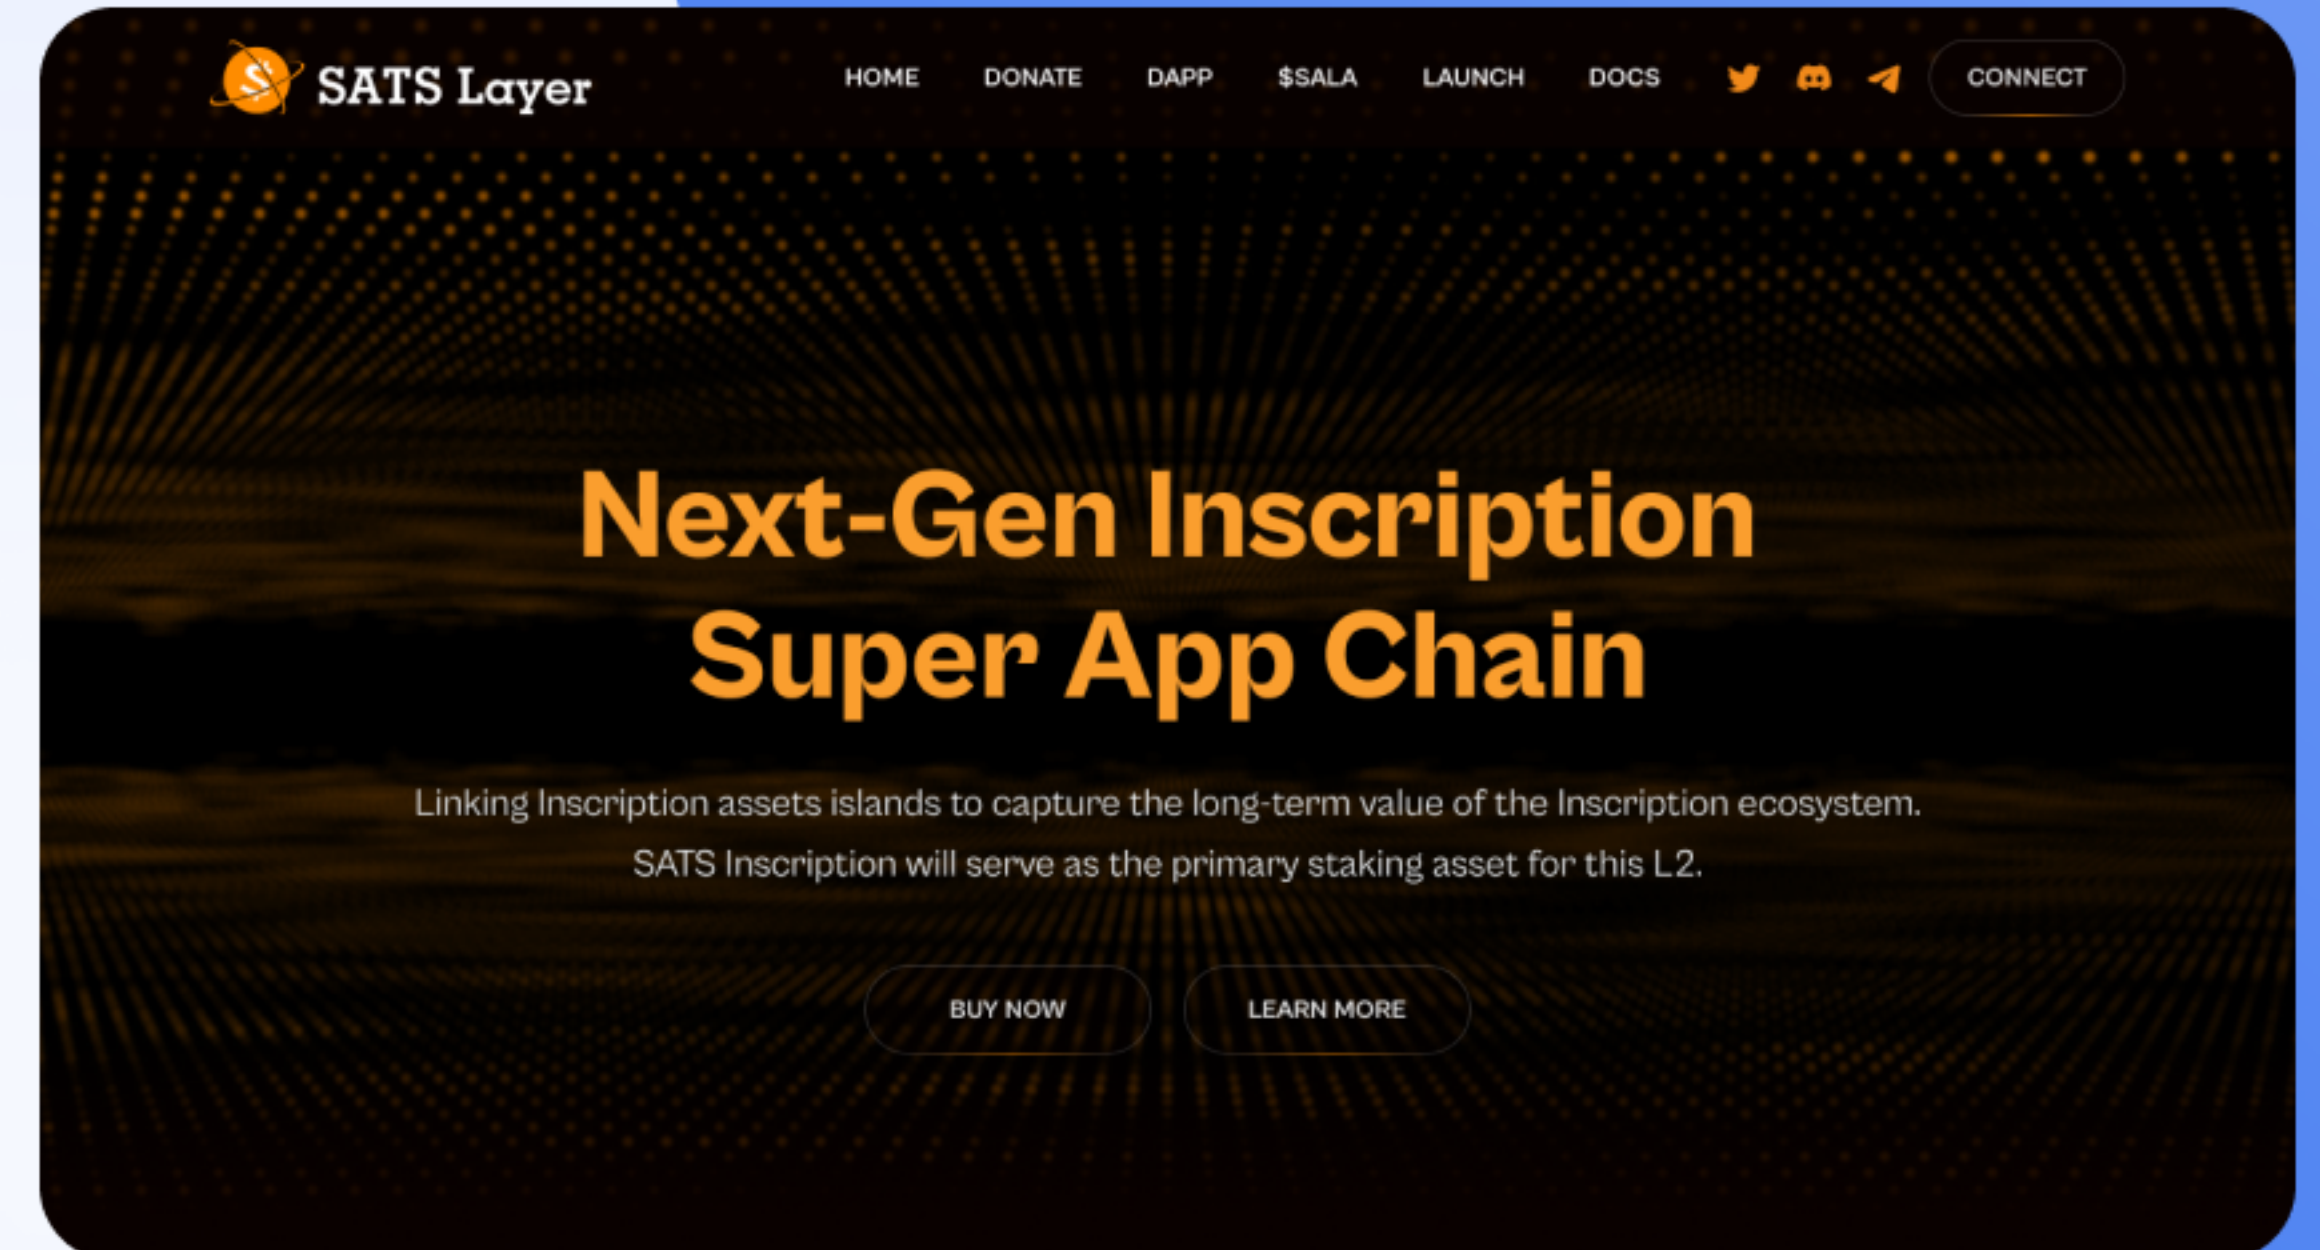 SATS Layer
HOME DONATE DAPP $SALA LAUNCH DOCS CONNECT
Next-Gen Inscription
Super App Chain
Linking Inscription assets islands to capture the long-term value of the Inscription ecosystem.
SATS Inscription will serve as the primary staking asset for this L2.
BUY NOW LEARN MORE